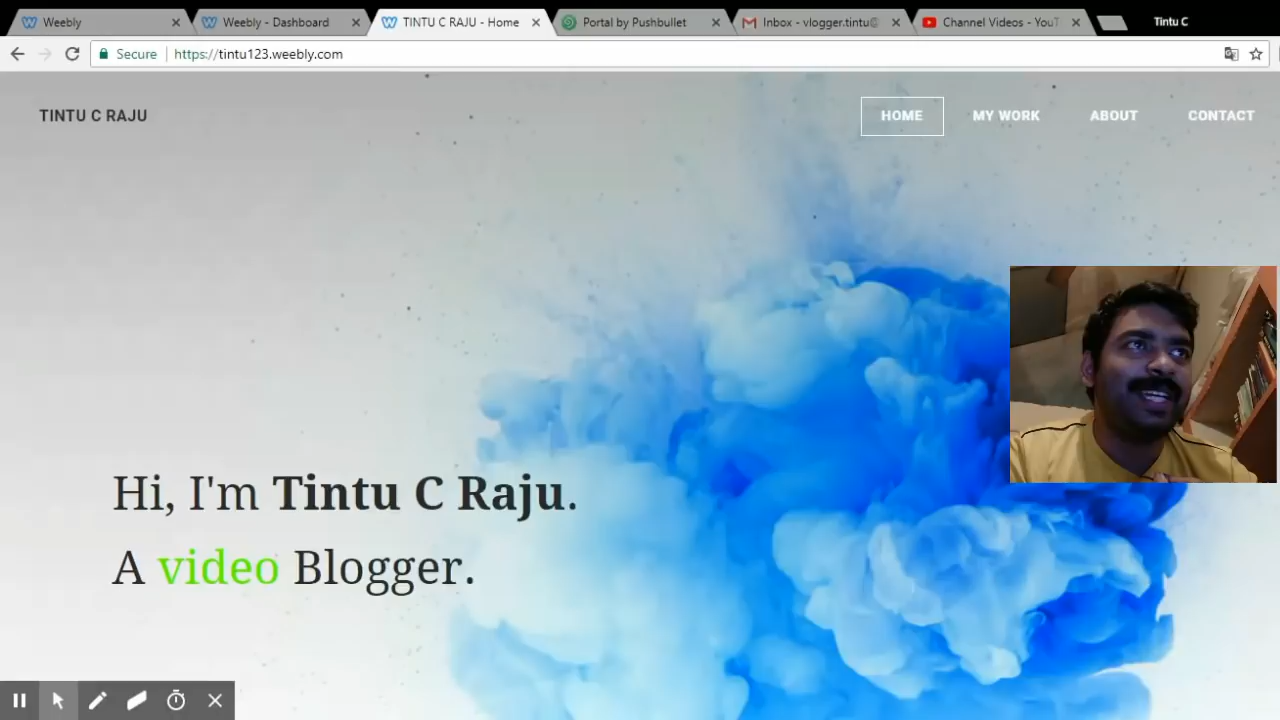 Weebly
Weebly - Dashboard
TINTU C RAJU - Home
Portal by Pushbullet
Inbox - vlogger.tintu@
Channel Videos - YouT
Tintu C
Secure
https://tintu123.weebly.com
TINTU C RAJU
HOME
MY WORK
ABOUT
CONTACT
Hi, I'm Tintu C Raju.
A video Blogger.